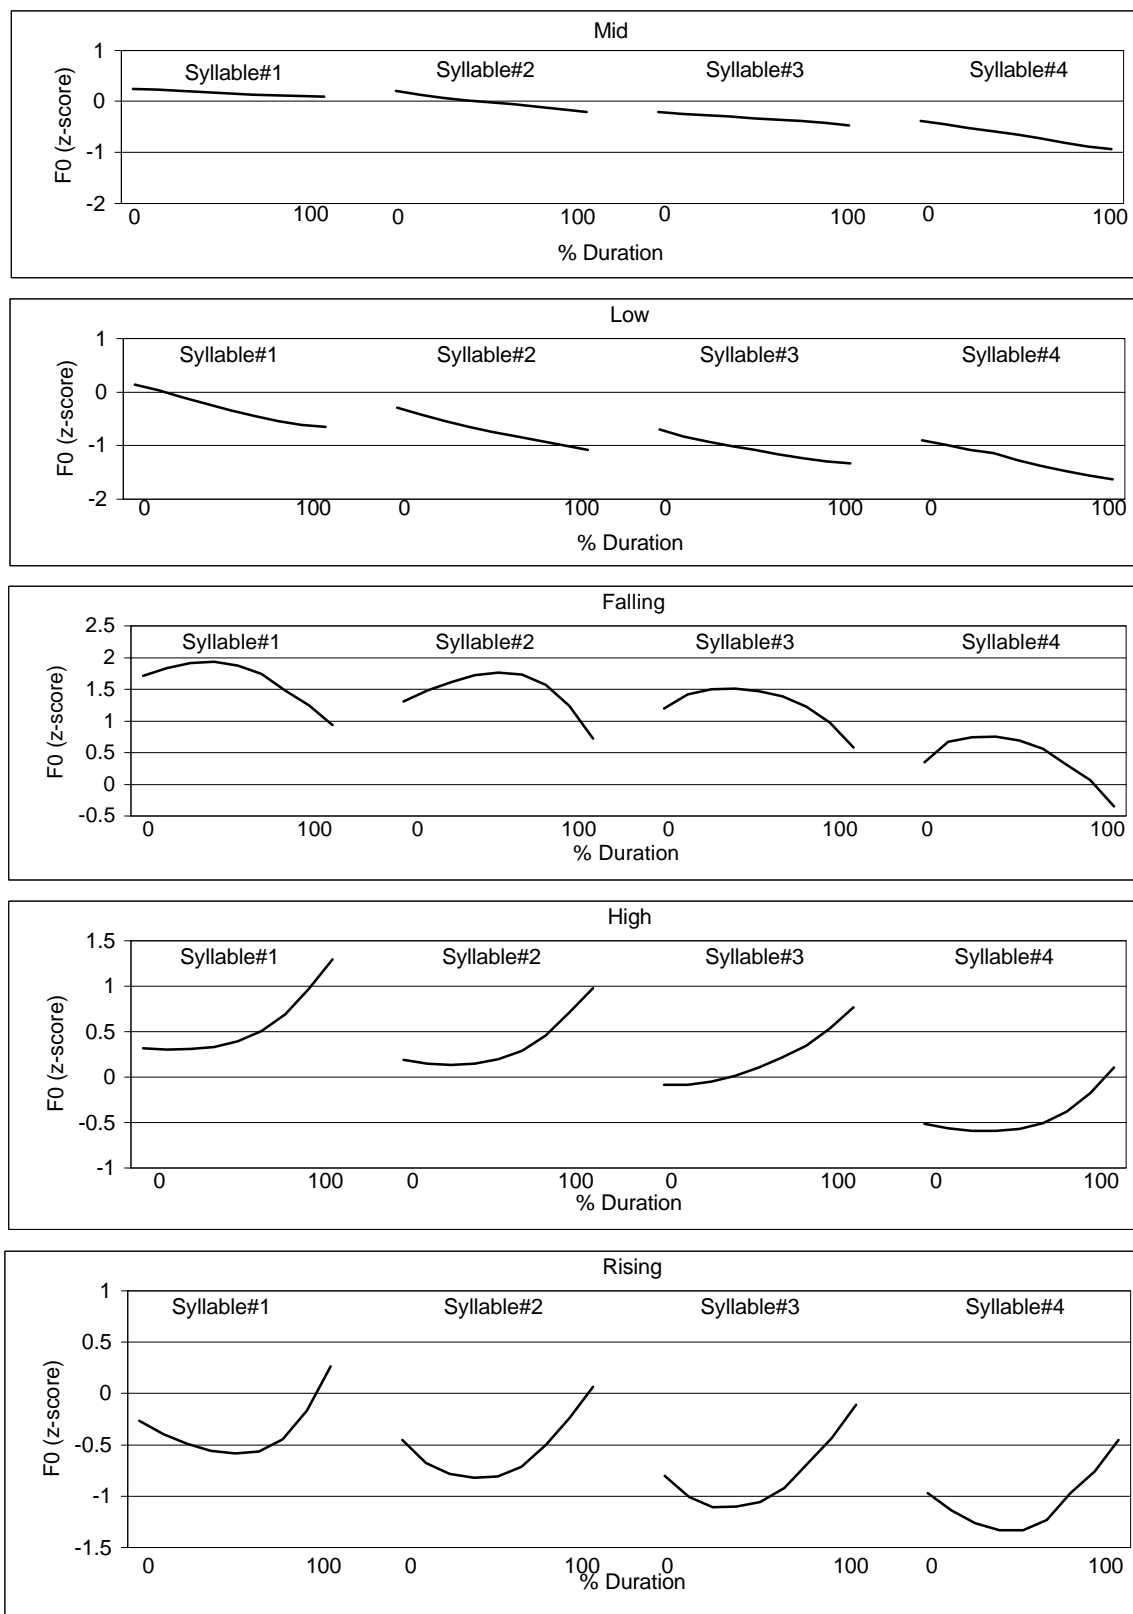 Mid
1
Syllable#1 Syllable#2 Syllable#3 Syllable#4
0
-1
-2
F0 (z-score)
0 100 0 100 0 100 0 100
% Duration
Low
1
Syllable#1 Syllable#2 Syllable#3 Syllable#4
0
-1
-2
F0 (z-score)
0 100 0 100 0 100 0 100
% Duration
Falling
2.5
Syllable#1 Syllable#2 Syllable#3 Syllable#4
2
1.5
1
0.5
0
-0.5
F0 (z-score)
0 100 0 100 0 100 0 100
% Duration
High
1.5
Syllable#1 Syllable#2 Syllable#3 Syllable#4
1
0.5
0
-0.5
-1
F0 (z-score)
0 100 0 100 0 100 0 100
% Duration
Rising
1
Syllable#1 Syllable#2 Syllable#3 Syllable#4
0.5
0
-0.5
-1
-1.5
F0 (z-score)
0 100 0 100 0 100 0 100
% Duration